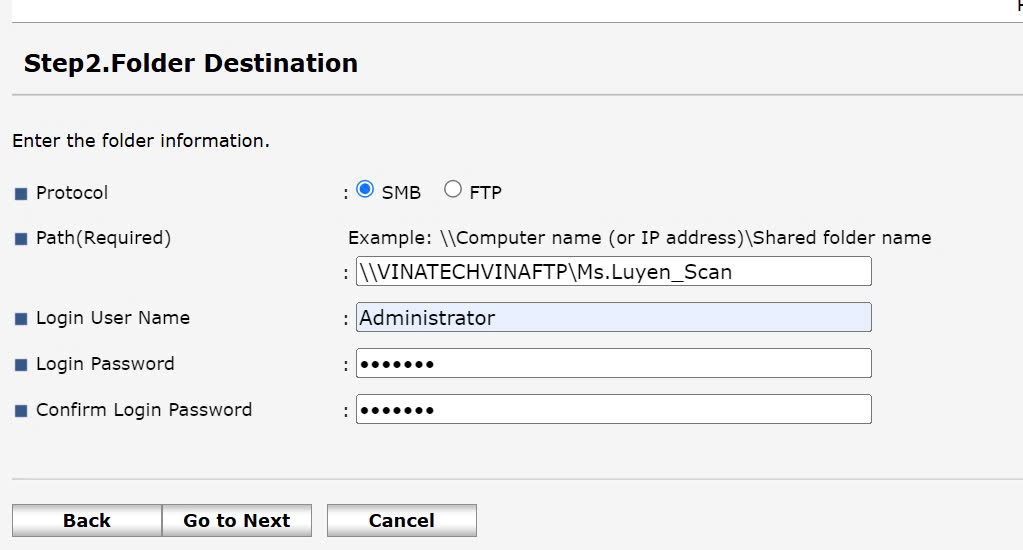 Step2.Folder Destination
Enter the folder information.
Protocol : SMB FTP
Path(Required) Example: \\Computer name (or IP address)\Shared folder name
: \\VINATECHVINAFTP\Ms.Luyen_Scan
Login User Name : Administrator
Login Password : •••••••
Confirm Login Password : •••••••
Back Go to Next Cancel